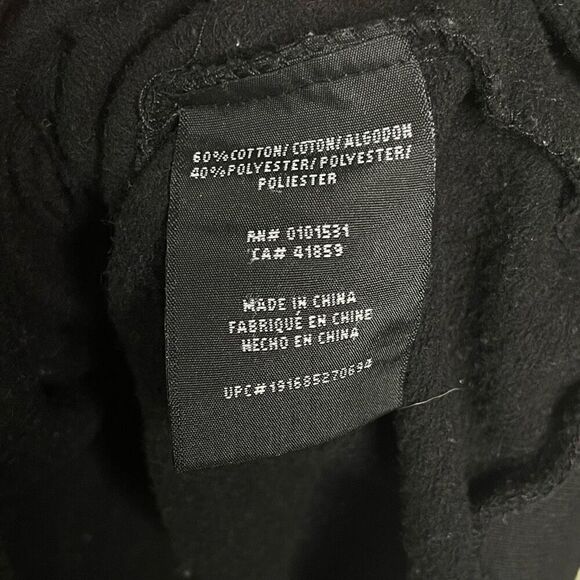 60% COTTON/ COTON/ ALGODON
40% POLYESTER/ POLYESTER/
POLIESTER
RN# 0101531
CA# 41859
MADE IN CHINA
FABRIQUÉ EN CHINE
HECHO EN CHINA
UPC#191685270694